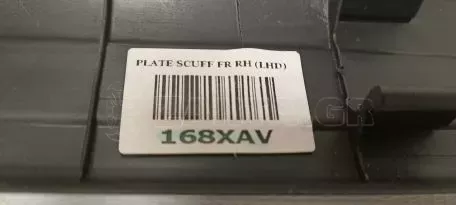 PLATE SCUFF FR RH (LHD)
168XAV